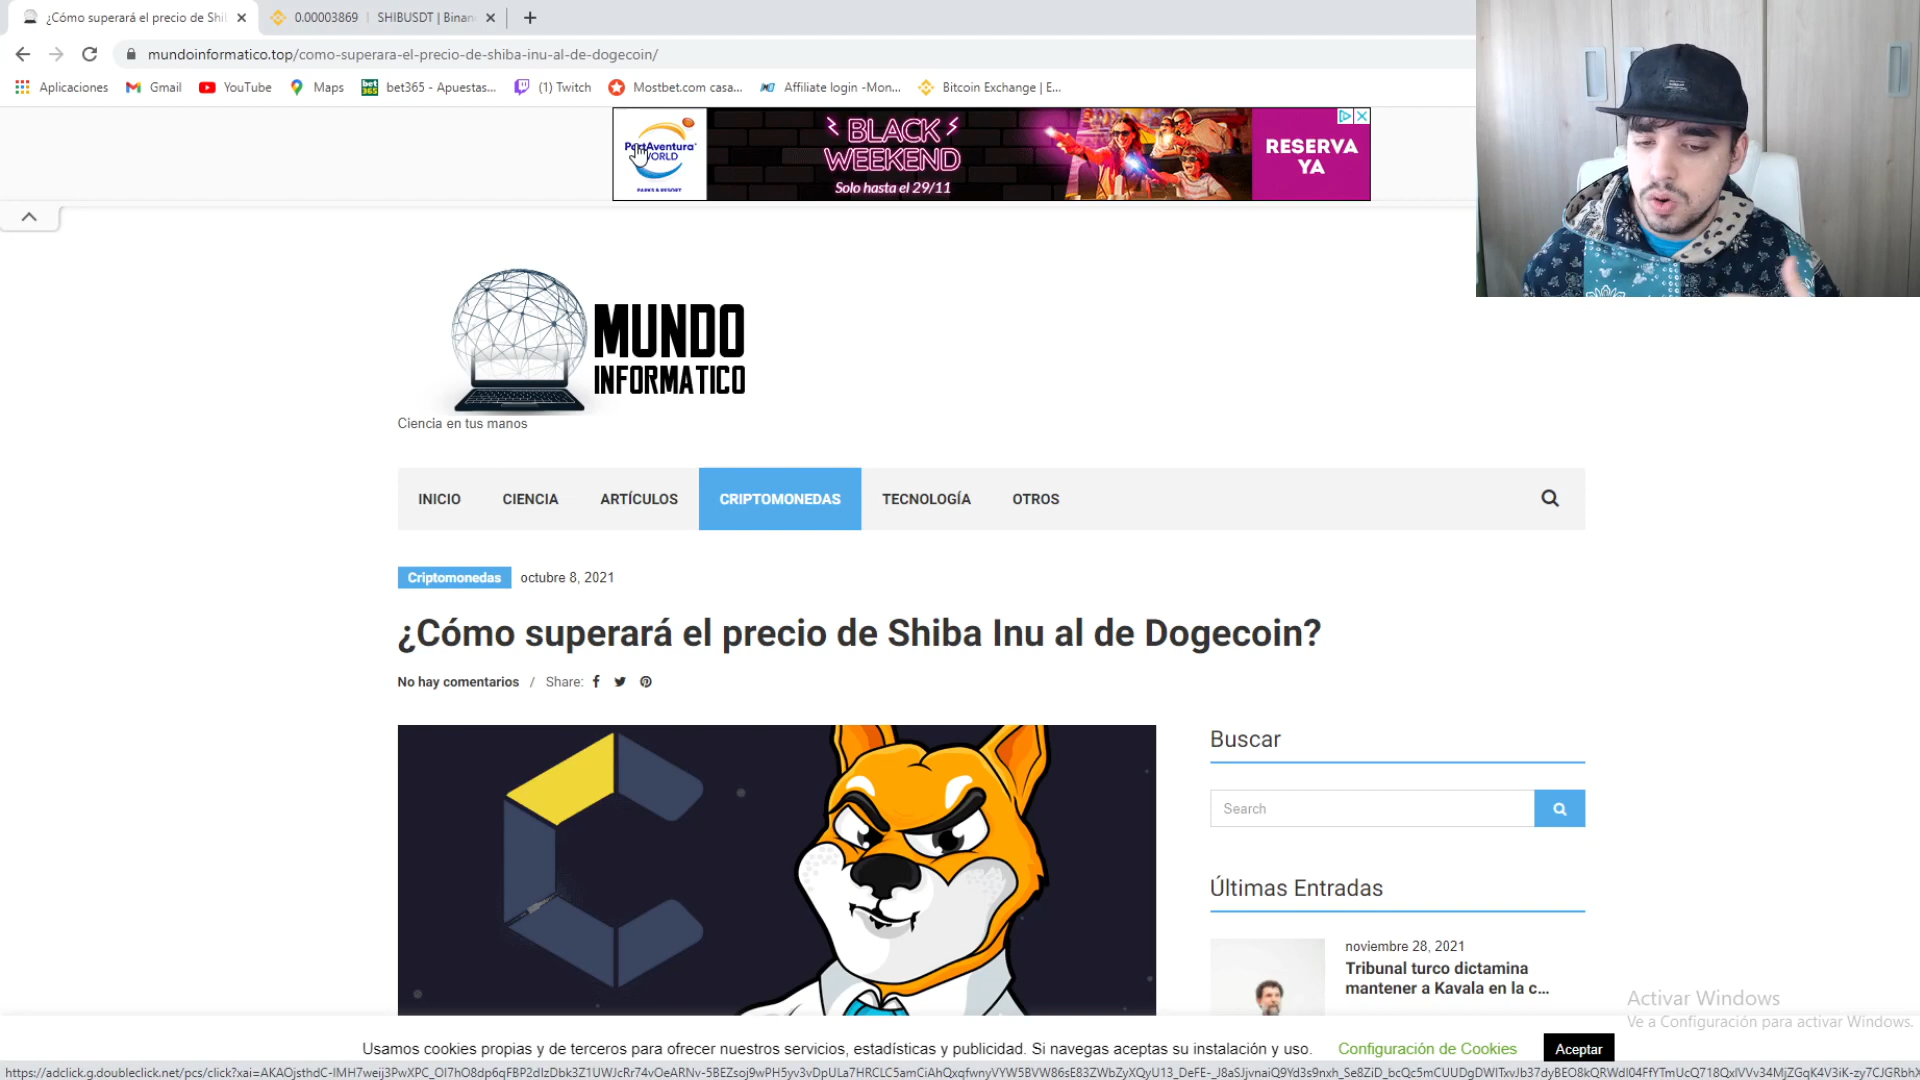 ¿Cómo superará el precio de Shi
0.00003869 | SHIBUSDT | Binan
mundoinformatico.top/como-superara-el-precio-de-shiba-inu-al-de-dogecoin/
Aplicaciones Gmail YouTube Maps bet365 - Apuestas... (1) Twitch Mostbet.com casa... Affiliate login -Mon... Bitcoin Exchange | E...
PortAventura
WORLD
PARKS & RESORT
BLACK
WEEKEND
Solo hasta el 29/11
RESERVA
YA
MUNDO
INFORMATICO
Ciencia en tus manos
INICIO CIENCIA ARTÍCULOS CRIPTOMONEDAS TECNOLOGÍA OTROS
Criptomonedas octubre 8, 2021
¿Cómo superará el precio de Shiba Inu al de Dogecoin?
No hay comentarios / Share:
Buscar
Search
Últimas Entradas
noviembre 28, 2021
Tribunal turco dictamina
mantener a Kavala en la c...
Activar Windows
Ve a Configuración para activar Windows.
Usamos cookies propias y de terceros para ofrecer nuestros servicios, estadísticas y publicidad. Si navegas aceptas su instalación y uso. Configuración de Cookies Aceptar